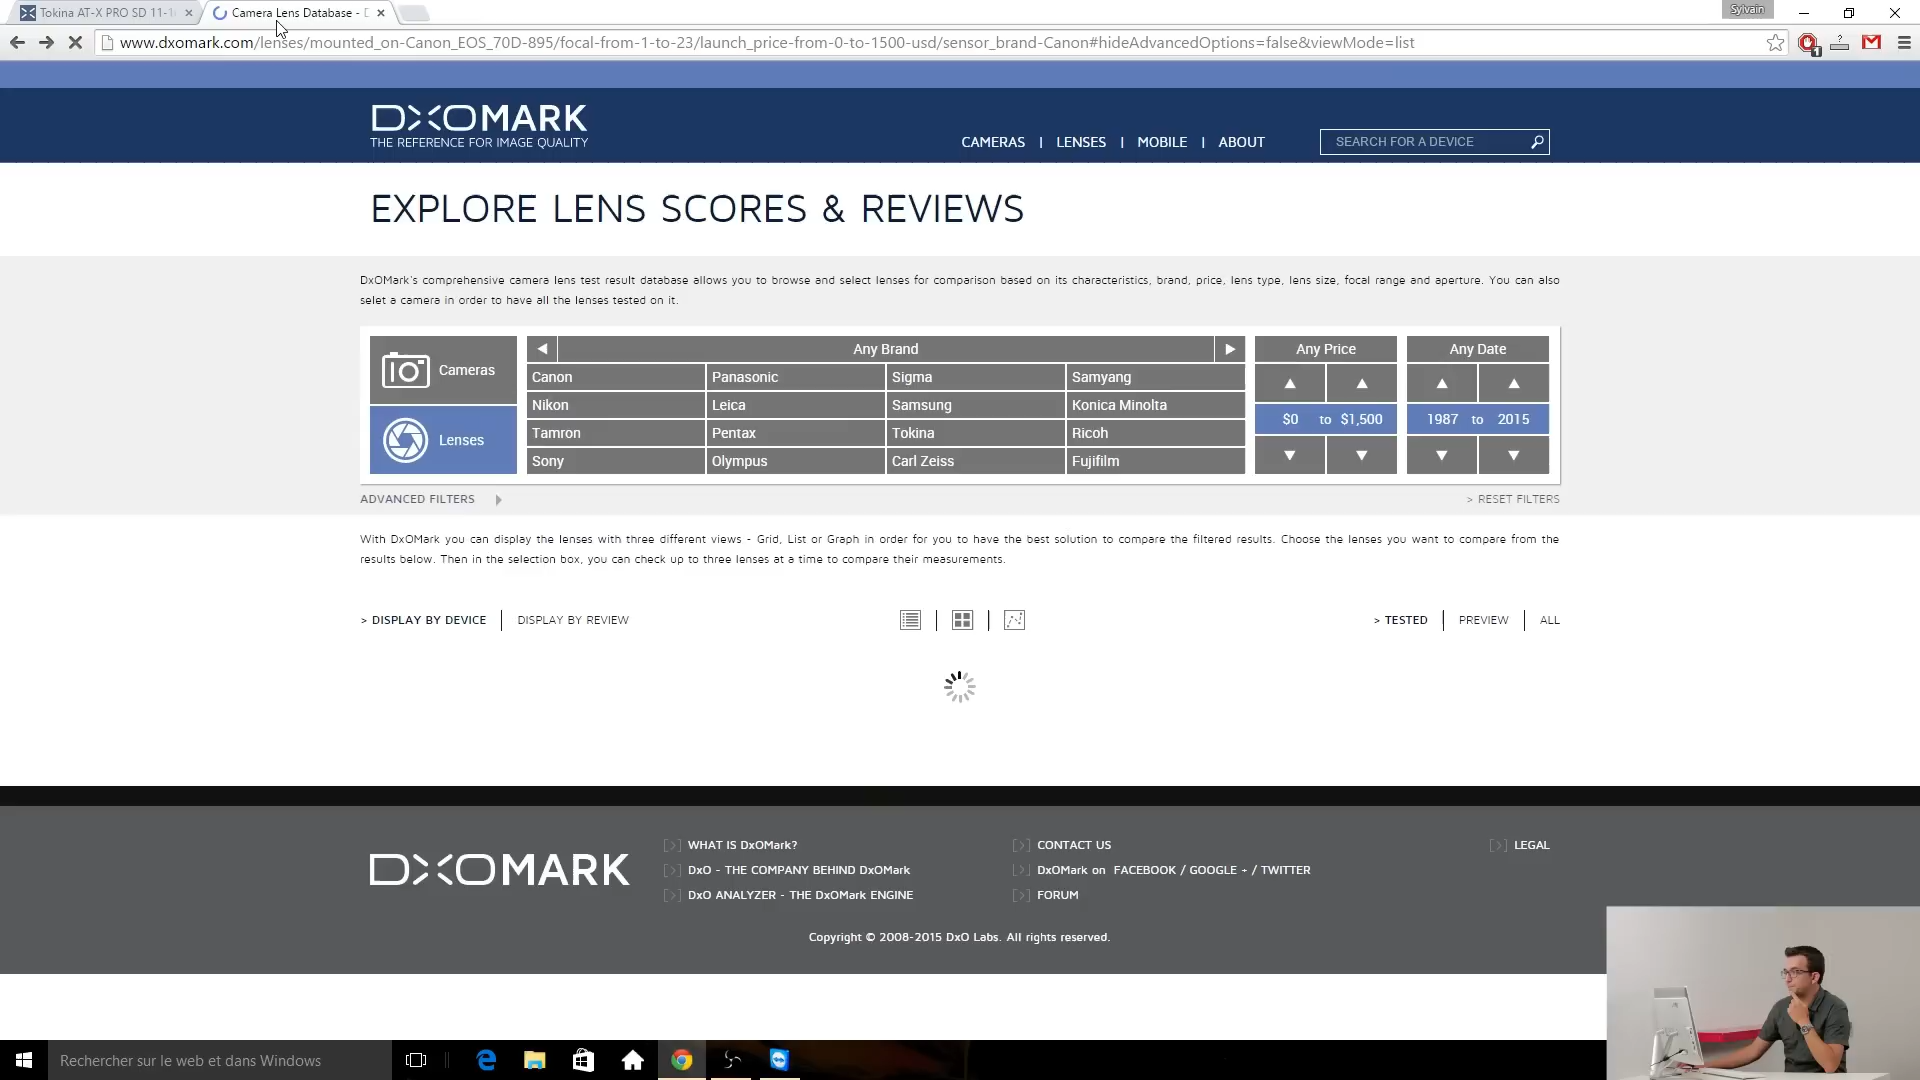 Tokina AT-X PRO SD 11-1
Camera Lens Database - D
Sylvain
www.dxomark.com/lenses/mounted_on-Canon_EOS_70D-895/focal-from-1-to-23/launch_price-from-0-to-1500-usd/sensor_brand-Canon#hideAdvancedOptions=false&viewMode=list
1
?
DXOMARK
THE REFERENCE FOR IMAGE QUALITY
CAMERAS | LENSES | MOBILE | ABOUT
SEARCH FOR A DEVICE
EXPLORE LENS SCORES & REVIEWS
DxOMark's comprehensive camera lens test result database allows you to browse and select lenses for comparison based on its characteristics, brand, price, lens type, lens size, focal range and aperture. You can also
selet a camera in order to have all the lenses tested on it.
Cameras
Lenses
Any Brand
Canon Panasonic Sigma Samyang
Nikon Leica Samsung Konica Minolta
Tamron Pentax Tokina Ricoh
Sony Olympus Carl Zeiss Fujifilm
Any Price
$0 to $1,500
Any Date
1987 to 2015
ADVANCED FILTERS
> RESET FILTERS
With DxOMark you can display the lenses with three different views - Grid, List or Graph in order for you to have the best solution to compare the filtered results. Choose the lenses you want to compare from the
results below. Then in the selection box, you can check up to three lenses at a time to compare their measurements.
> DISPLAY BY DEVICE | DISPLAY BY REVIEW
> TESTED | PREVIEW | ALL
DXOMARK
WHAT IS DxOMark?
DxO - THE COMPANY BEHIND DxOMark
DxO ANALYZER - THE DxOMark ENGINE
CONTACT US
DxOMark on FACEBOOK / GOOGLE + / TWITTER
FORUM
LEGAL
Copyright © 2008-2015 DxO Labs. All rights reserved.
Rechercher sur le web et dans Windows